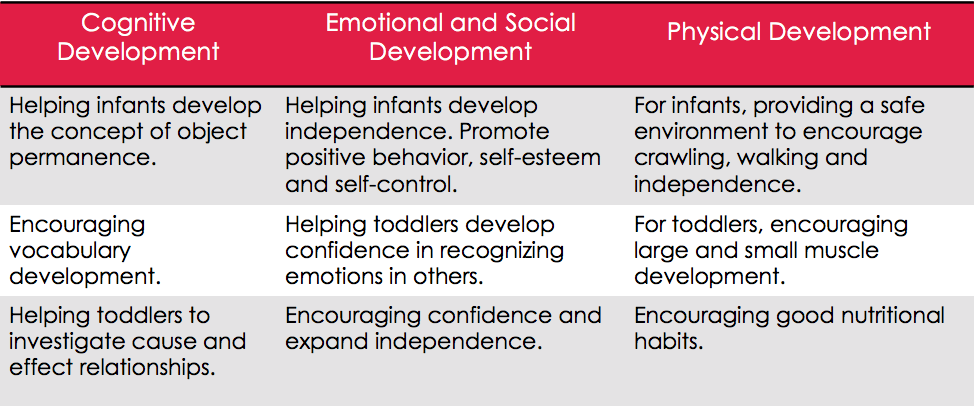 Cognitive
Development
Emotional and Social
Development
Physical Development
Helping infants develop
the concept of object
permanence.
Helping infants develop
independence. Promote
positive behavior, self-esteem
and self-control.
For infants, providing a safe
environment to encourage
crawling, walking and
independence.
Encouraging
vocabulary
development.
Helping toddlers develop
confidence in recognizing
emotions in others.
For toddlers, encouraging
large and small muscle
development.
Helping toddlers to
investigate cause and
effect relationships.
Encouraging confidence and
expand independence.
Encouraging good nutritional
habits.